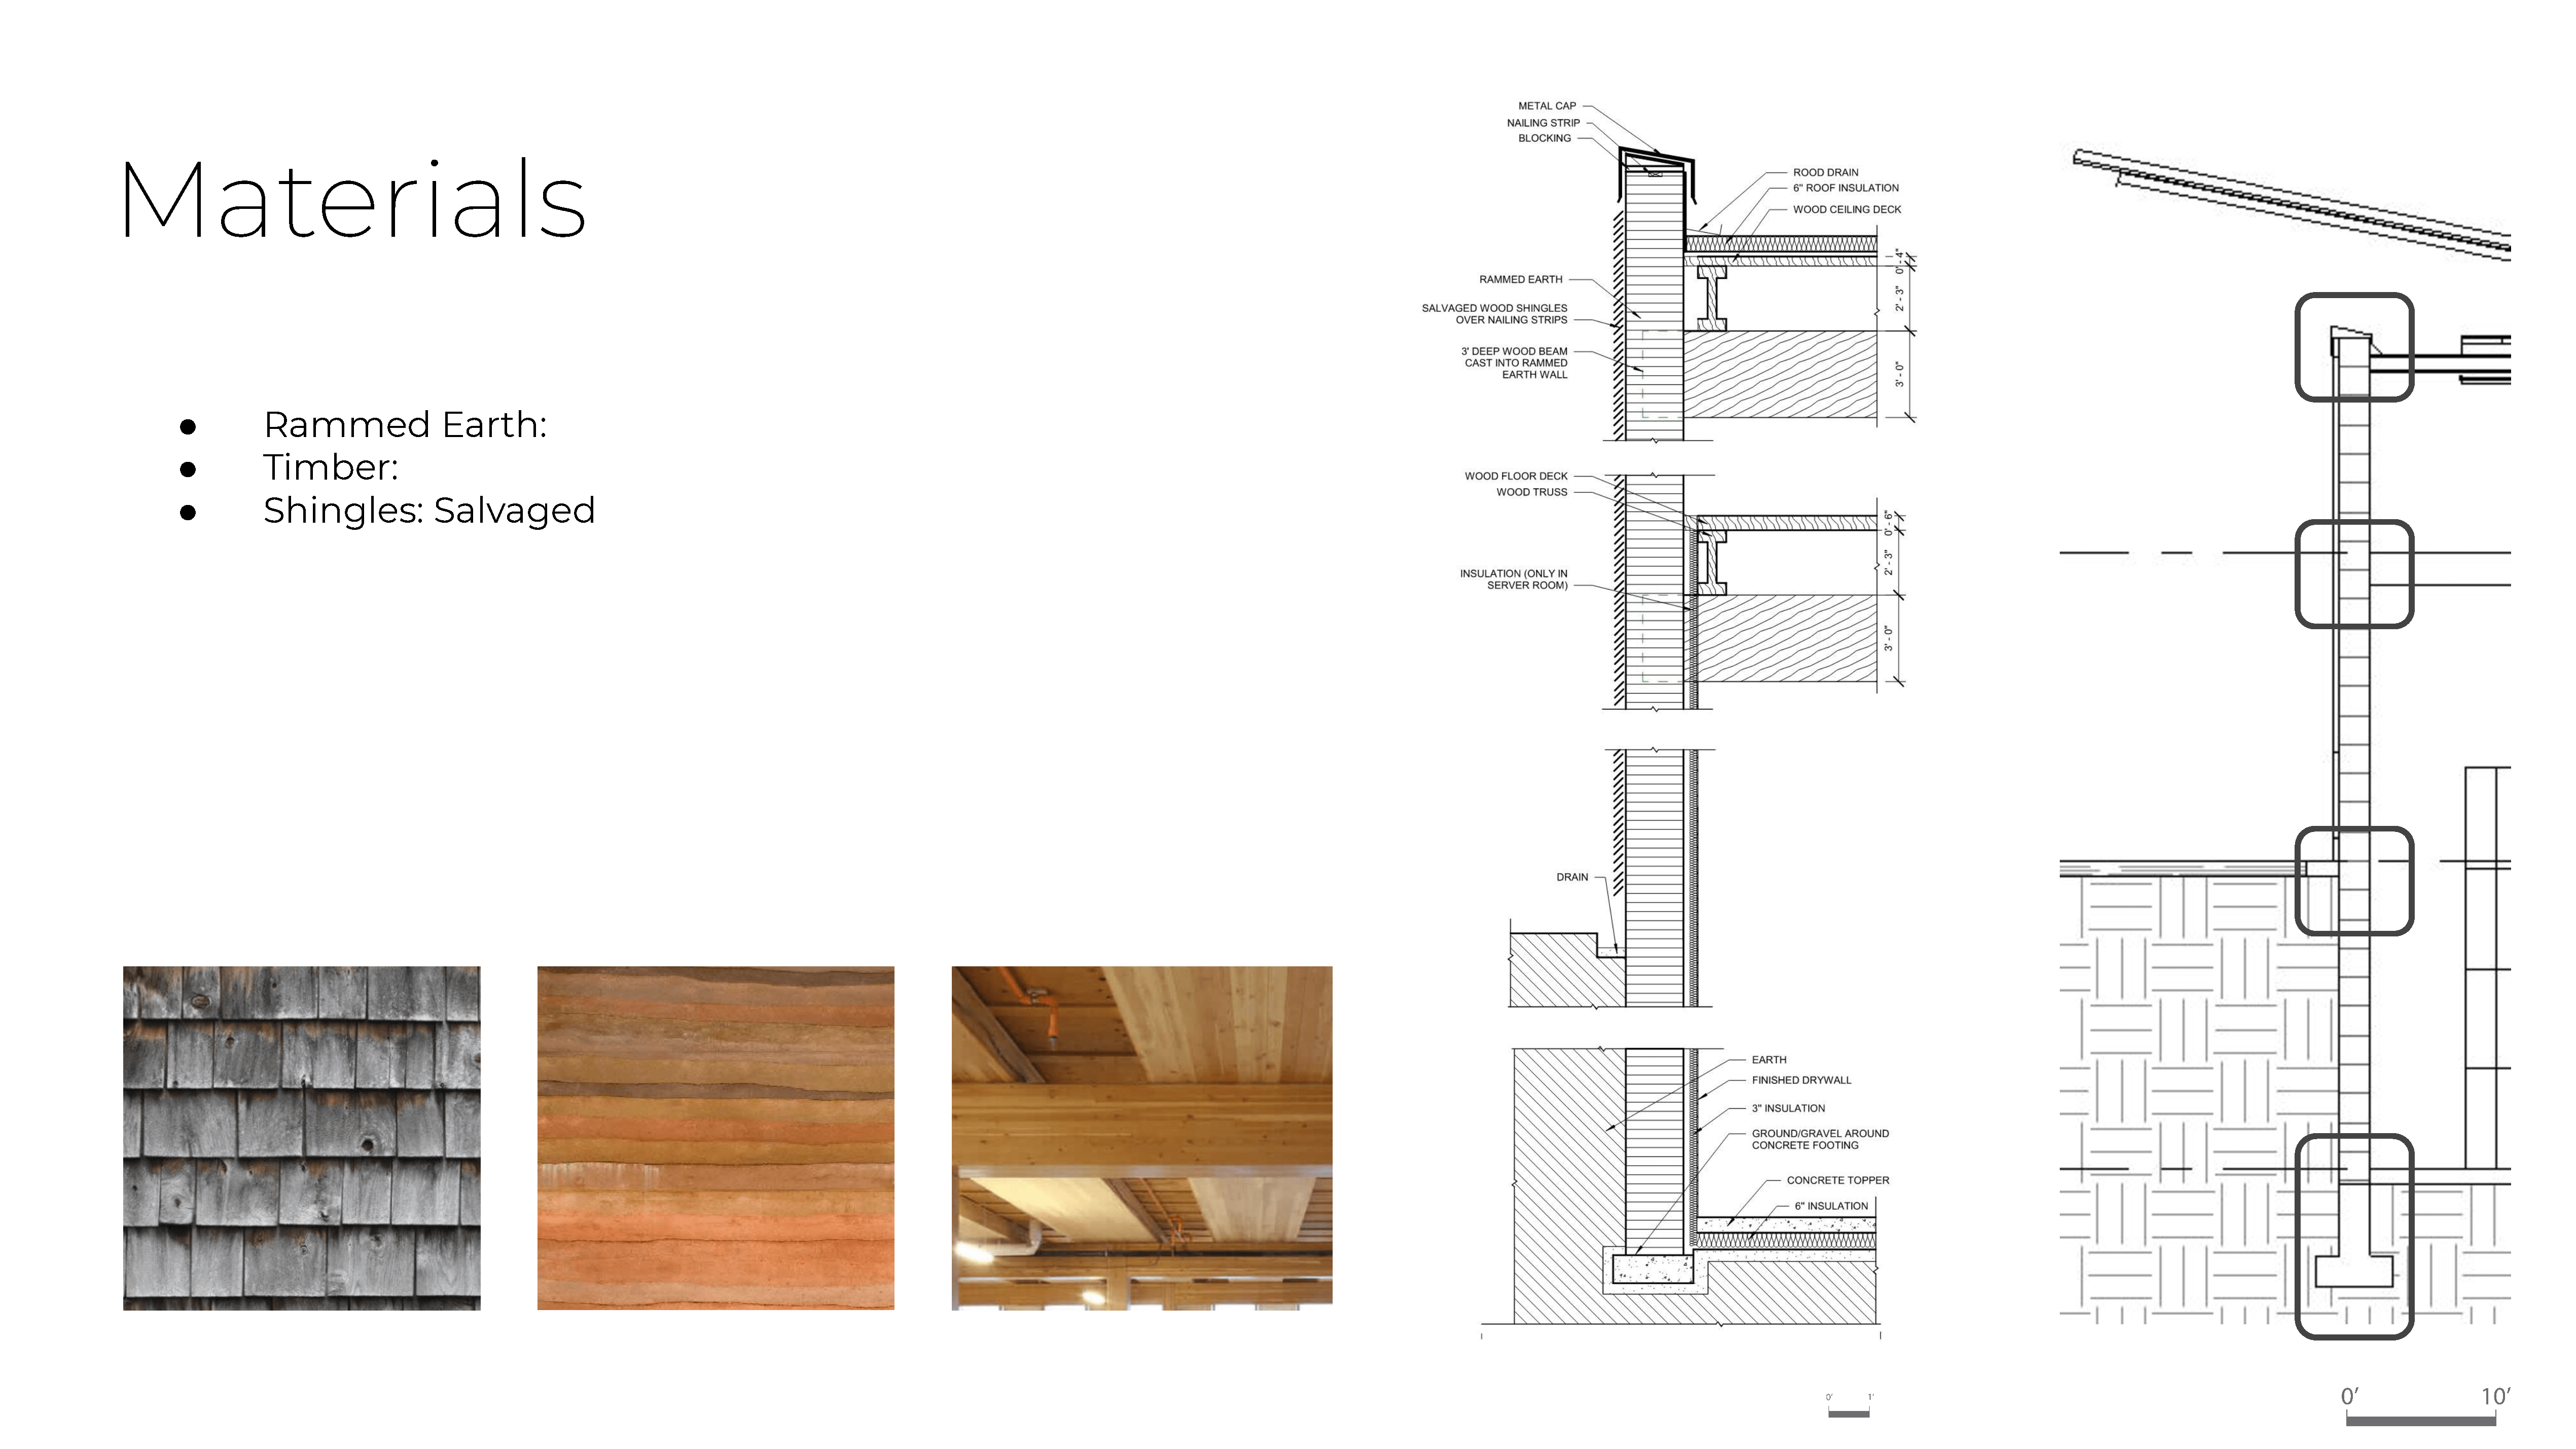 Materials
● Rammed Earth:
● Timber:
● Shingles: Salvaged
METAL CAP
NAILING STRIP
BLOCKING
ROOD DRAIN
6" ROOF INSULATION
WOOD CEILING DECK
RAMMED EARTH
SALVAGED WOOD SHINGLES
OVER NAILING STRIPS
3' DEEP WOOD BEAM
CAST INTO RAMMED
EARTH WALL
0' - 4"
2' - 3"
3' - 0"
WOOD FLOOR DECK
WOOD TRUSS
INSULATION (ONLY IN
SERVER ROOM)
0' - 6"
2' - 3"
3' - 0"
DRAIN
EARTH
FINISHED DRYWALL
3" INSULATION
GROUND/GRAVEL AROUND
CONCRETE FOOTING
CONCRETE TOPPER
6" INSULATION
0' 1'
0' 10'